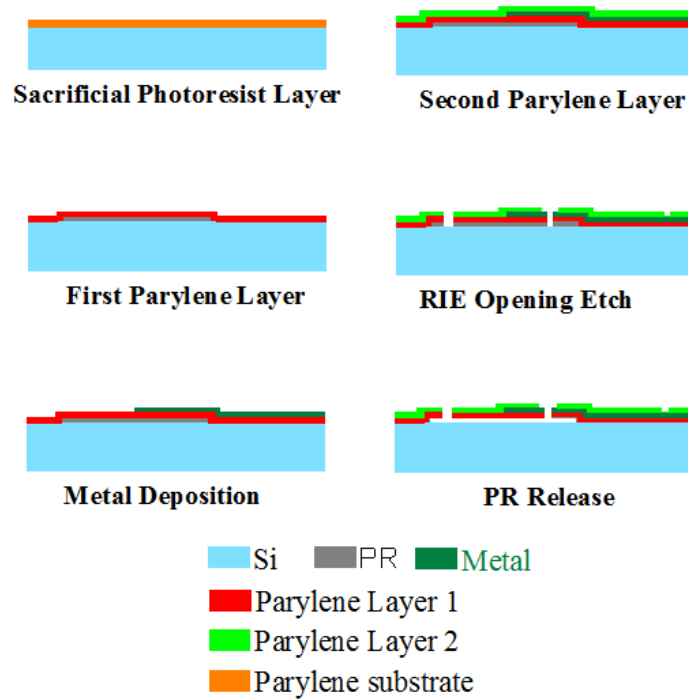 Sacrificial Photoresist Layer
Second Parylene Layer
First Parylene Layer
RIE Opening Etch
Metal Deposition
PR Release
Si PR Metal
Parylene Layer 1
Parylene Layer 2
Parylene substrate